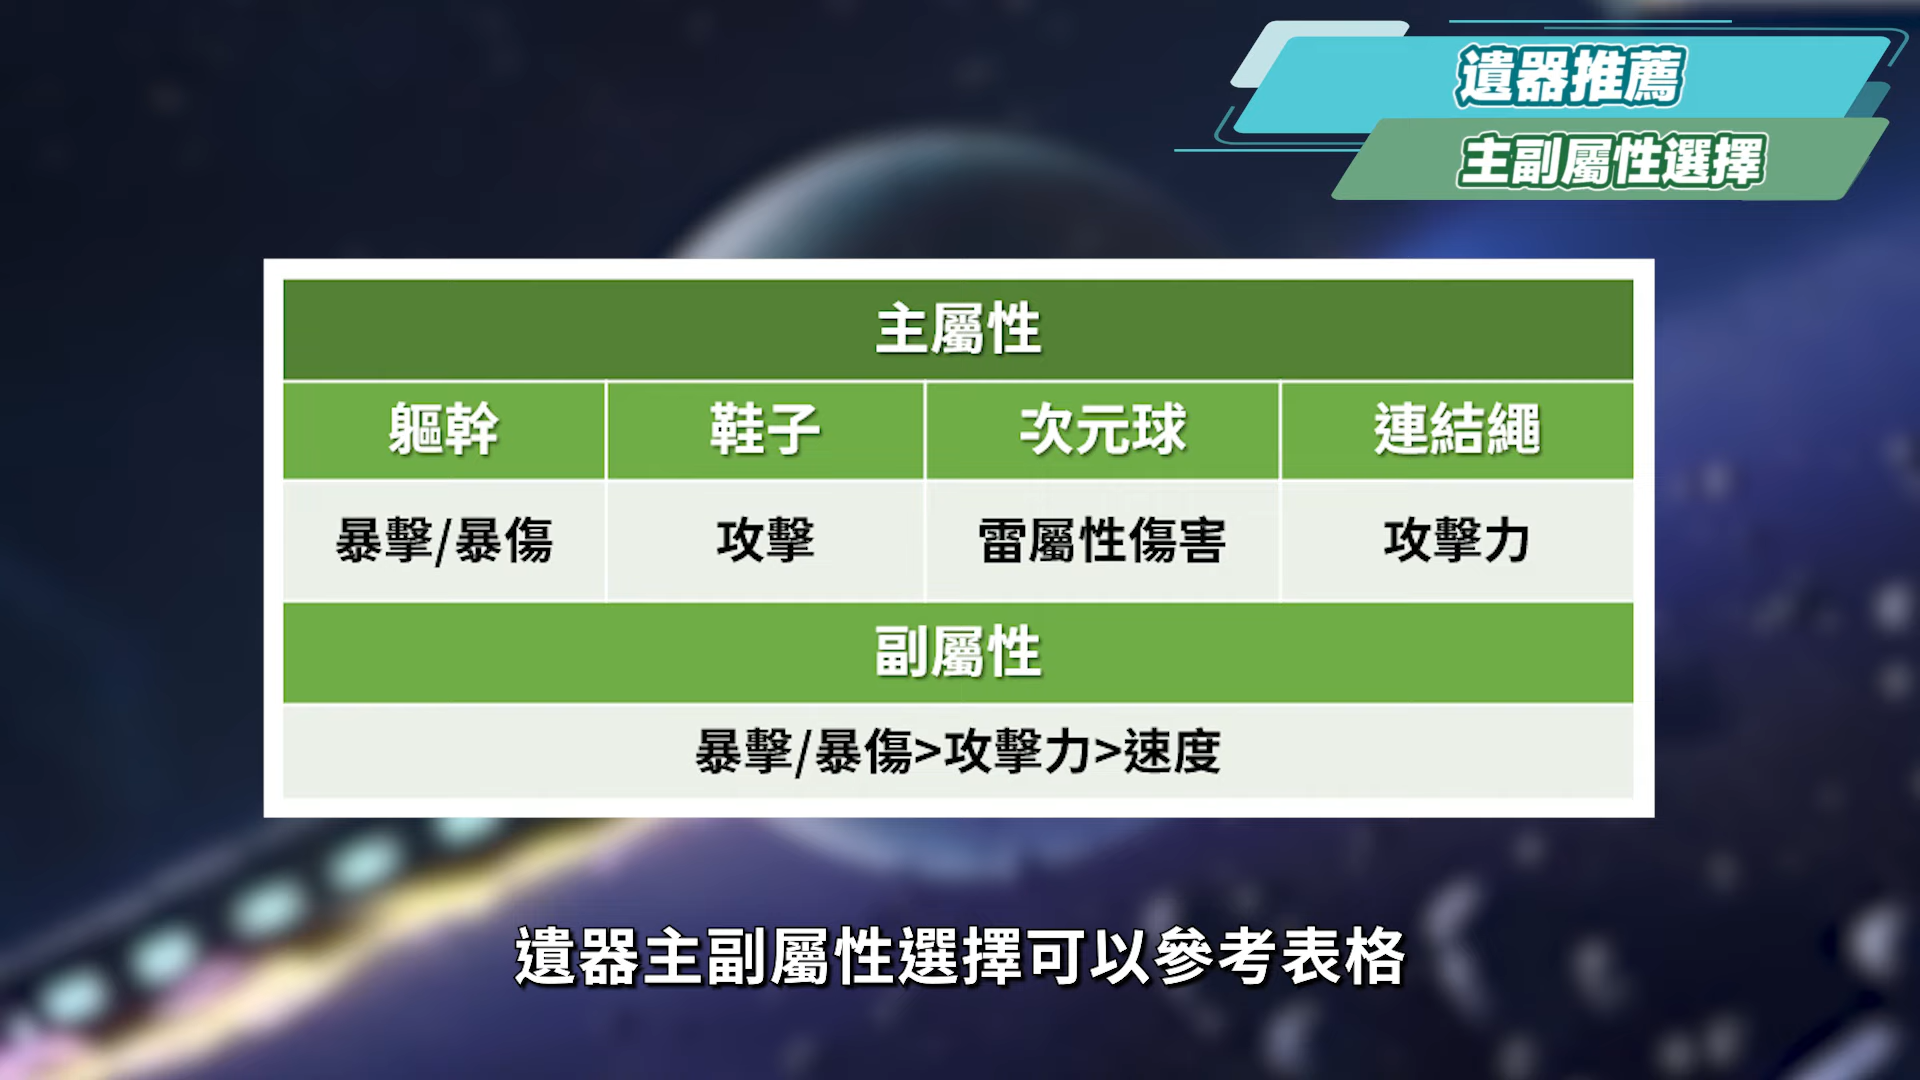 遺器推薦
主副屬性選擇
主屬性
軀幹 鞋子 次元球 連結繩
暴擊/暴傷 攻擊 雷屬性傷害 攻擊力
副屬性
暴擊/暴傷>攻擊力>速度
遺器主副屬性選擇可以參考表格